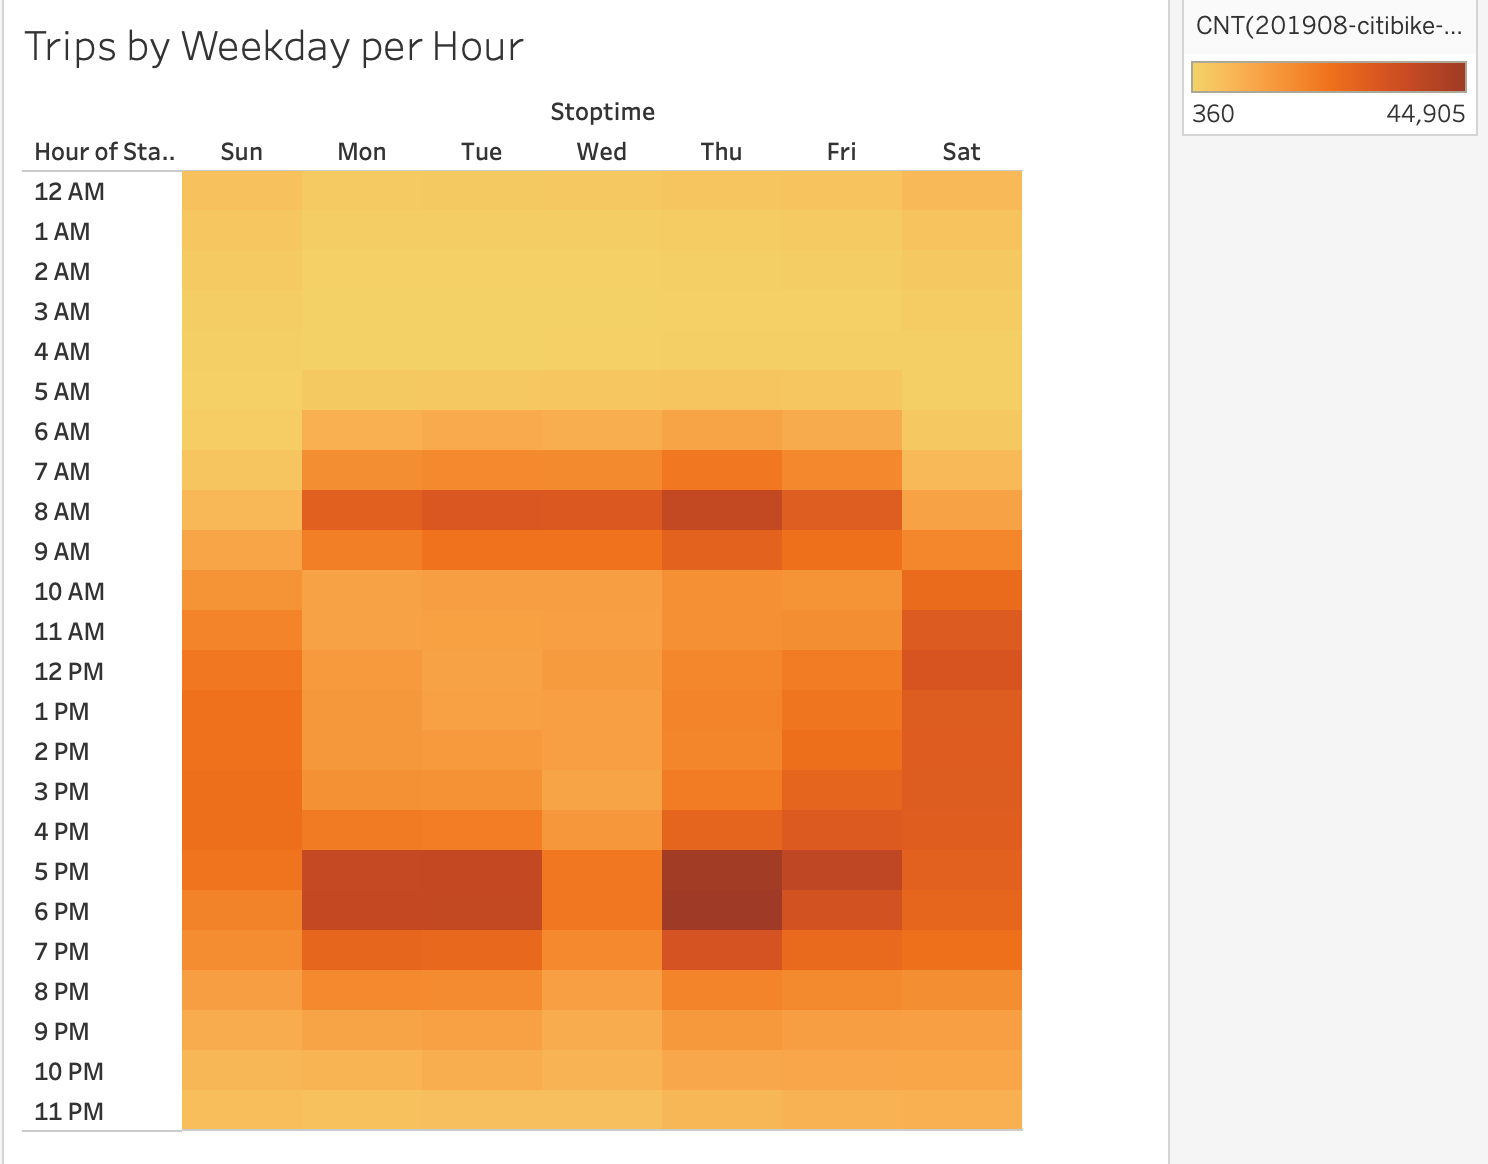 Trips by Weekday per Hour
CNT(201908-citibike-...
360 44,905
Stoptime
Hour of Sta.. Sun Mon Tue Wed Thu Fri Sat
12 AM
1 AM
2 AM
3 AM
4 AM
5 AM
6 AM
7 AM
8 AM
9 AM
10 AM
11 AM
12 PM
1 PM
2 PM
3 PM
4 PM
5 PM
6 PM
7 PM
8 PM
9 PM
10 PM
11 PM